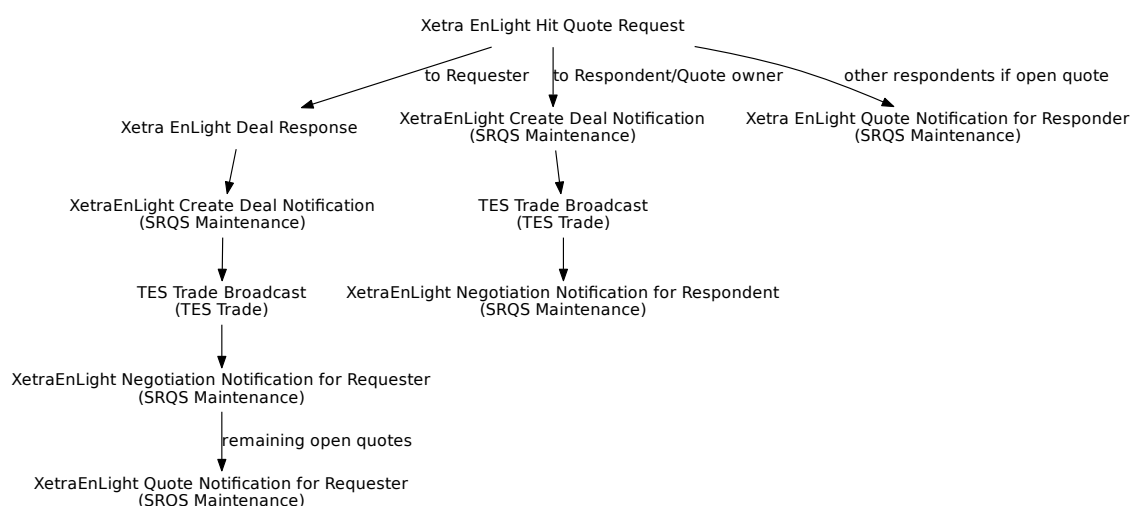 Xetra EnLight Hit Quote Request
to Requester
to Respondent/Quote owner
other respondents if open quote
Xetra EnLight Deal Response
XetraEnLight Create Deal Notification
(SRQS Maintenance)
Xetra EnLight Quote Notification for Responder
(SRQS Maintenance)
XetraEnLight Create Deal Notification
(SRQS Maintenance)
TES Trade Broadcast
(TES Trade)
TES Trade Broadcast
(TES Trade)
XetraEnLight Negotiation Notification for Respondent
(SRQS Maintenance)
XetraEnLight Negotiation Notification for Requester
(SRQS Maintenance)
remaining open quotes
XetraEnLight Quote Notification for Requester
(SRQS Maintenance)